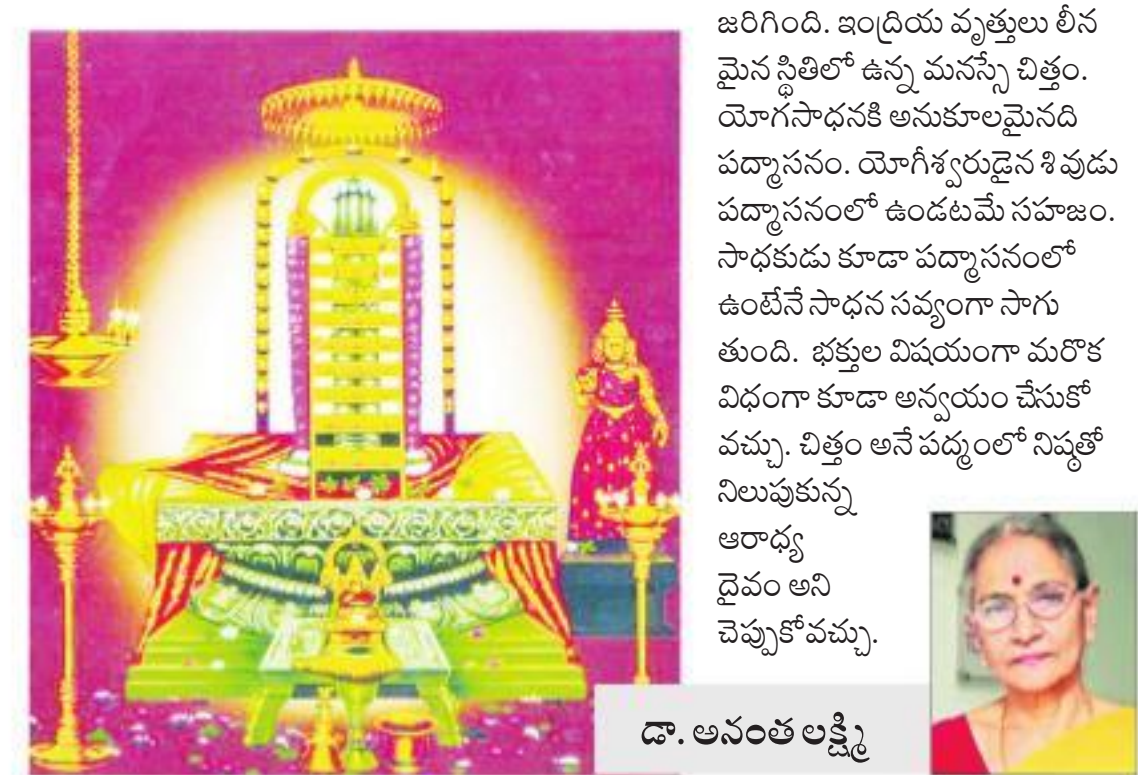 జరిగింది. ఇంద్రియ వృత్తులు లీన
మైన స్థితిలో ఉన్న మనస్సే చిత్తం.
యోగసాధనకి అనుకూలమైనది
పద్మాసనం. యోగీశ్వరుడైన శివుడు
పద్మాసనంలో ఉండటమే సహజం.
సాధకుడు కూడా పద్మాసనంలో
ఉంటేనే సాధన సవ్యంగా సాగు
తుంది. భక్తుల విషయంగా మరొక
విధంగా కూడా అన్వయం చేసుకో
వచ్చు. చిత్తం అనే పద్మంలో నిష్ఠతో
నిలుపుకున్న
ఆరాధ్య
దైవం అని
చెప్పుకోవచ్చు.
డా. అనంత లక్ష్మి